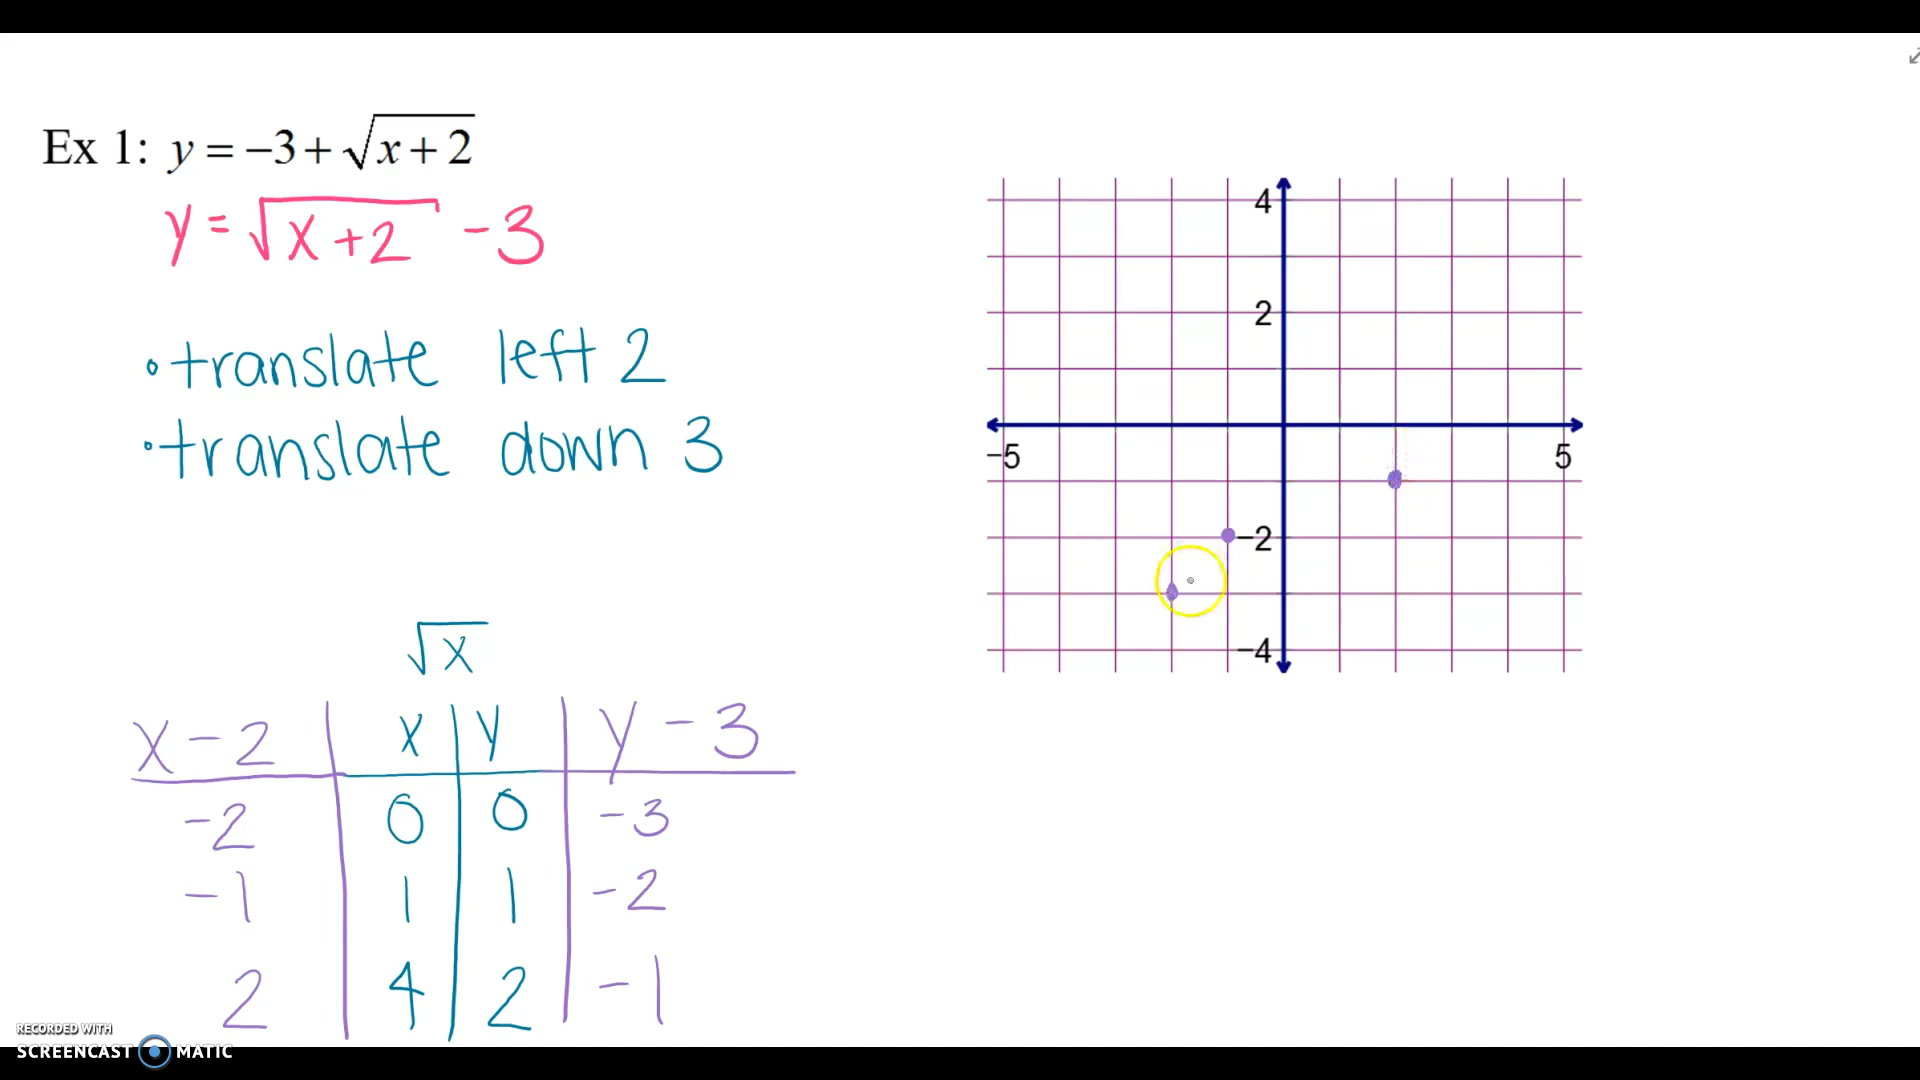 Ex 1: y = −3 + √(x + 2)
y = √(x + 2) − 3
• translate left 2
• translate down 3
√x
x − 2 | x | y | y − 3
−2 | 0 | 0 | −3
−1 | 1 | 1 | −2
2 | 4 | 2 | −1
4
2
−5 5
−2
−4
RECORDED WITH
SCREENCAST MATIC